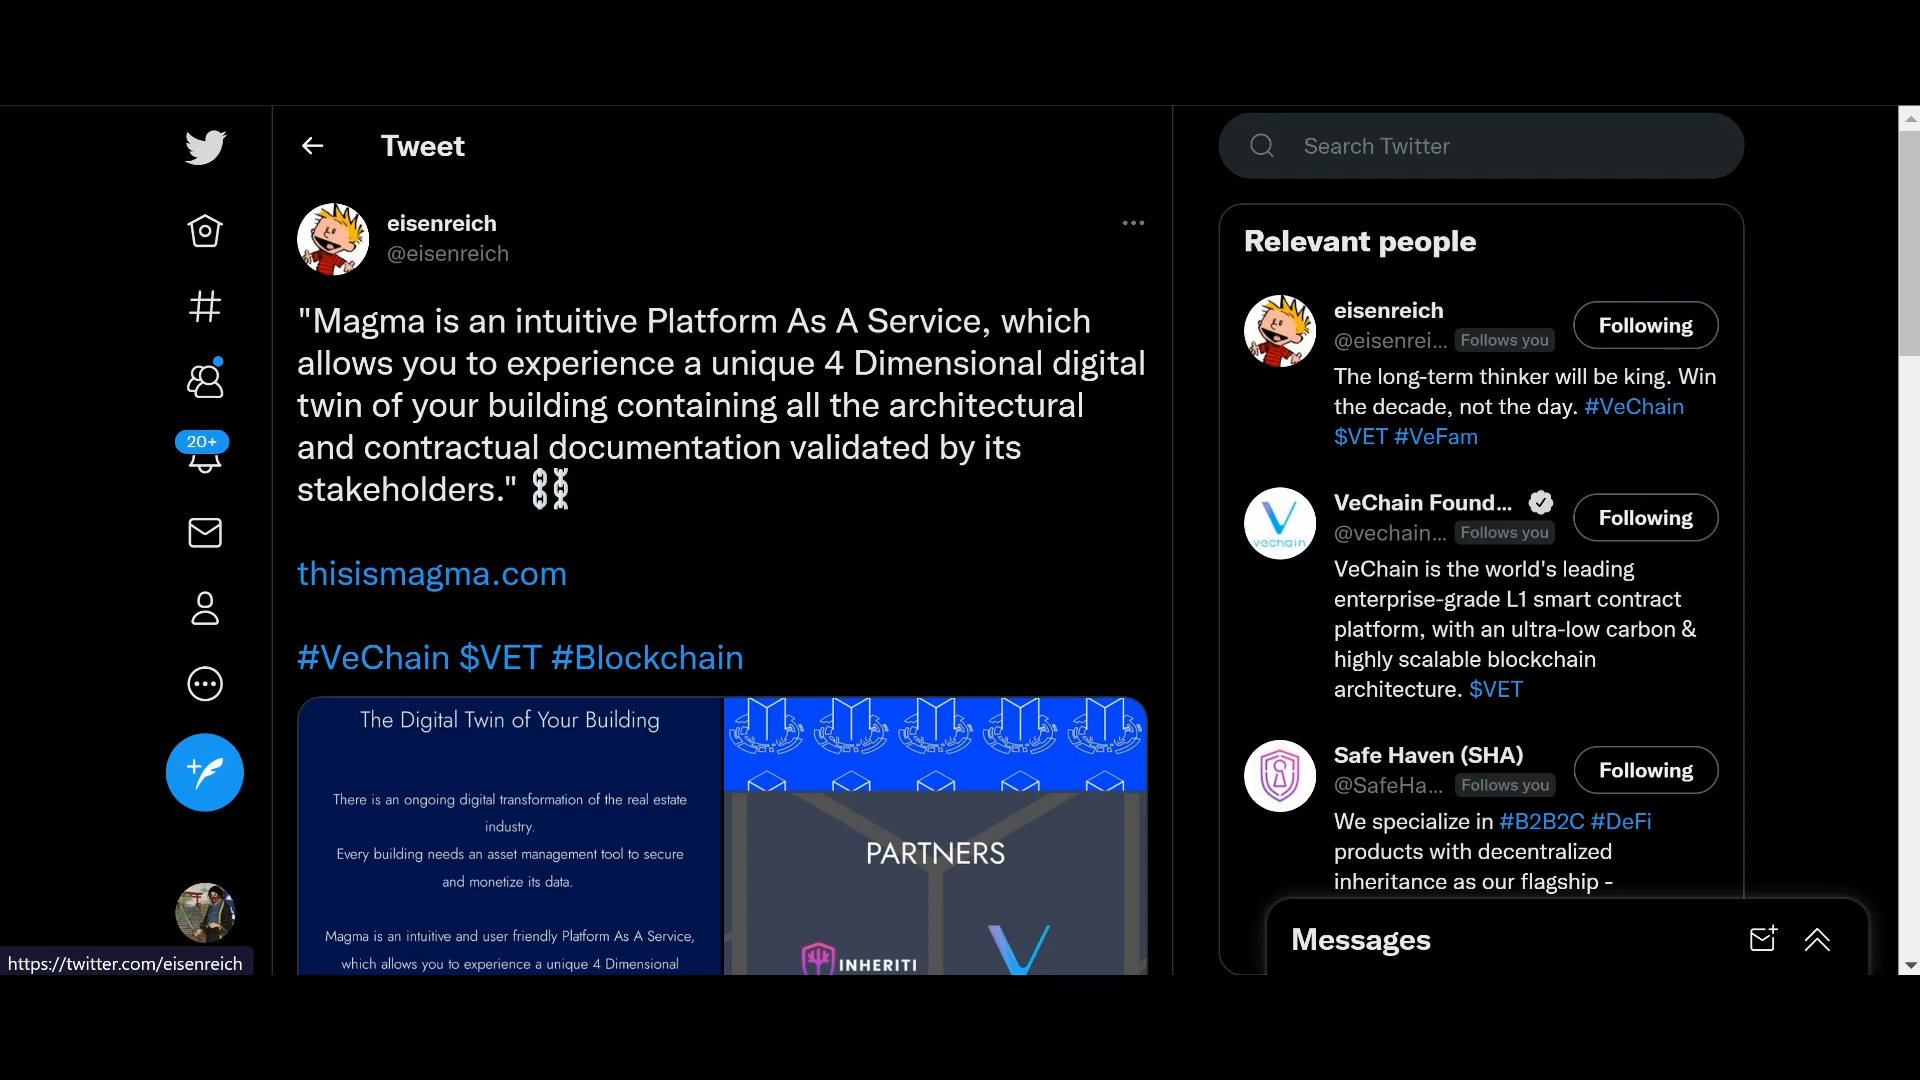 Tweet
eisenreich
@eisenreich
"Magma is an intuitive Platform As A Service, which
allows you to experience a unique 4 Dimensional digital
twin of your building containing all the architectural
and contractual documentation validated by its
stakeholders."
thisismagma.com
#VeChain $VET #Blockchain
The Digital Twin of Your Building
There is an ongoing digital transformation of the real estate
industry.
Every building needs an asset management tool to secure
and monetize its data.
Magma is an intuitive and user friendly Platform As A Service,
which allows you to experience a unique 4 Dimensional
PARTNERS
INHERITI
20+
https://twitter.com/eisenreich
Search Twitter
Relevant people
eisenreich
@eisenrei... Follows you
Following
The long-term thinker will be king. Win
the decade, not the day. #VeChain
$VET #VeFam
vechain
VeChain Found...
@vechain... Follows you
Following
VeChain is the world's leading
enterprise-grade L1 smart contract
platform, with an ultra-low carbon &
highly scalable blockchain
architecture. $VET
Safe Haven (SHA)
@SafeHa... Follows you
Following
We specialize in #B2B2C #DeFi
products with decentralized
inheritance as our flagship -
Messages